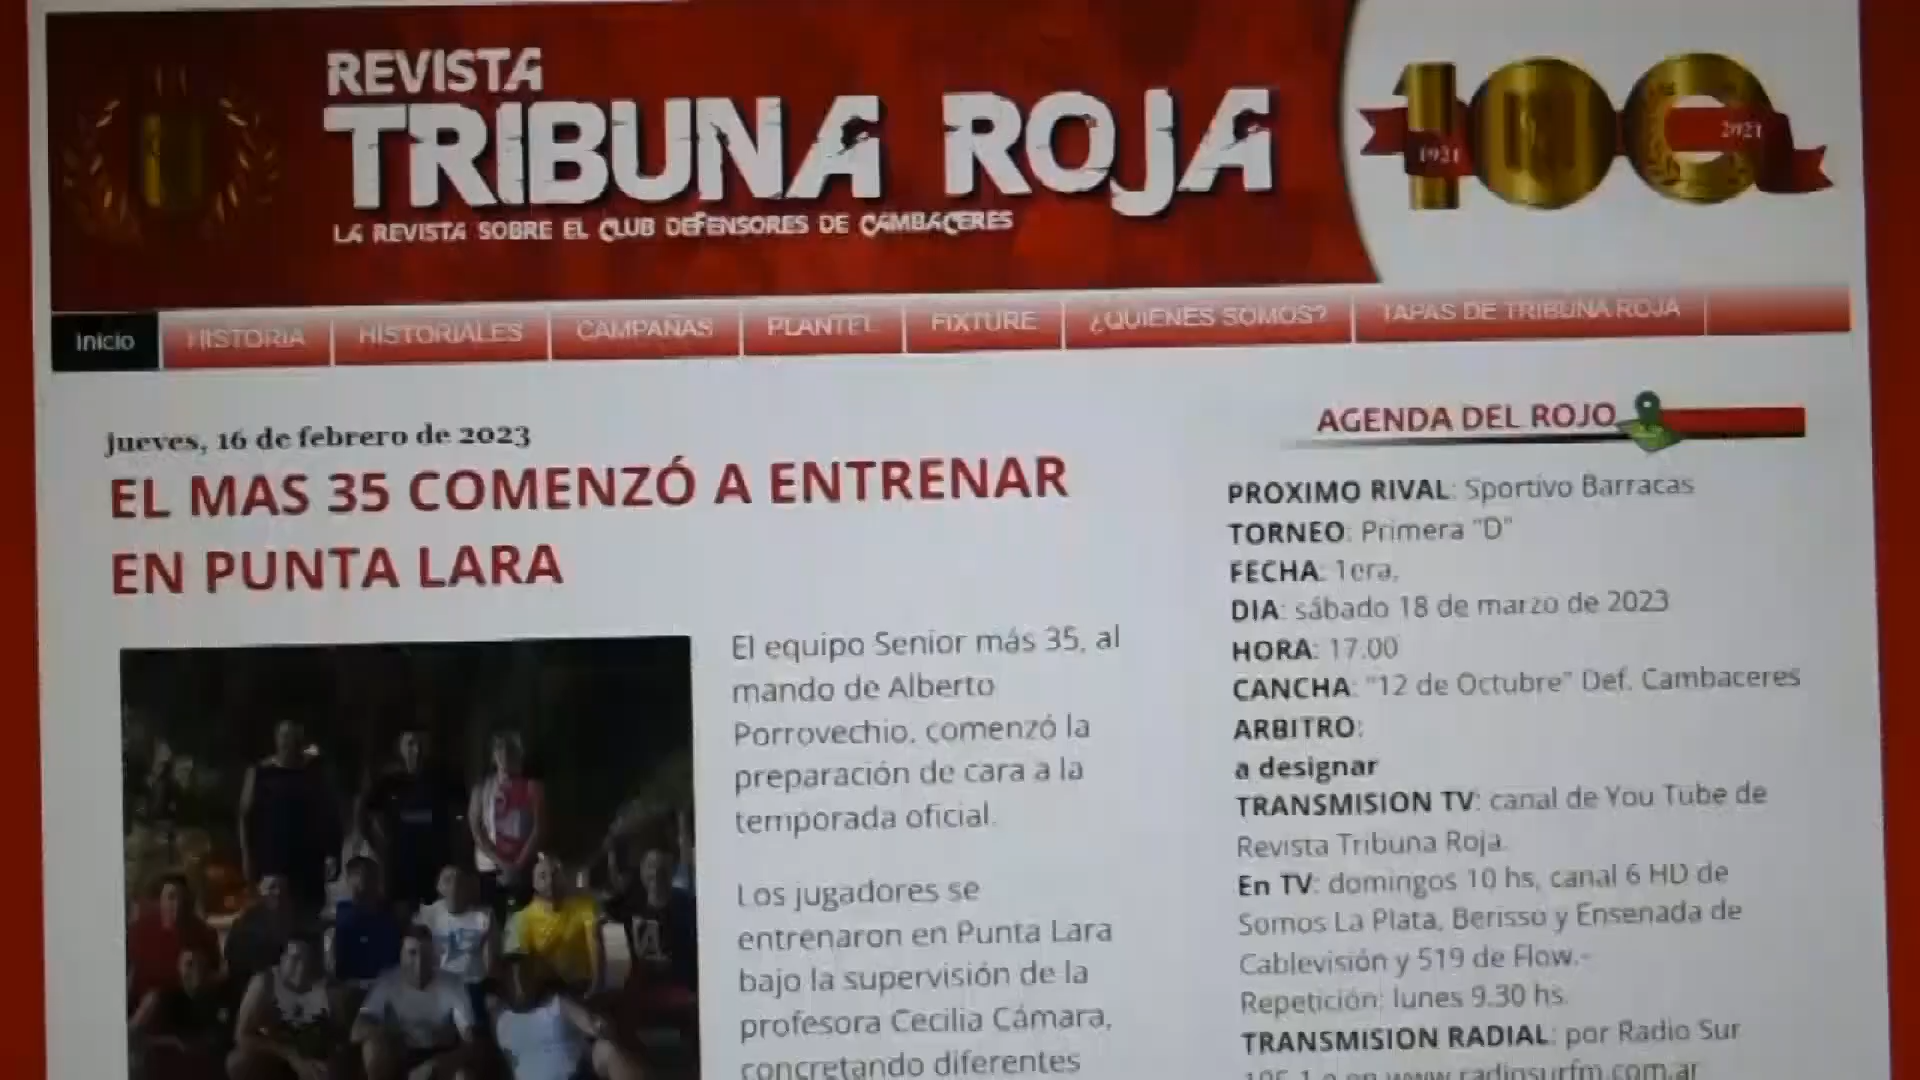 REVISTA
TRIBUNA ROJA
LA REVISTA SOBRE EL CLUB DEFENSORES DE CAMBACERES
1921
2021
Inicio
HISTORIA
HISTORIALES
CAMPAÑAS
PLANTEL
FIXTURE
¿QUIENES SOMOS?
TAPAS DE TRIBUNA ROJA
jueves, 16 de febrero de 2023
EL MAS 35 COMENZÓ A ENTRENAR
EN PUNTA LARA
El equipo Senior más 35, al
mando de Alberto
Porrovechio, comenzó la
preparación de cara a la
temporada oficial.
Los jugadores se
entrenaron en Punta Lara
bajo la supervisión de la
profesora Cecilia Cámara,
concretando diferentes
AGENDA DEL ROJO
PROXIMO RIVAL: Sportivo Barracas
TORNEO: Primera "D"
FECHA: 1era.
DIA: sábado 18 de marzo de 2023
HORA: 17.00
CANCHA: "12 de Octubre" Def. Cambaceres
ARBITRO:
a designar
TRANSMISION TV: canal de You Tube de
Revista Tribuna Roja.
En TV: domingos 10 hs, canal 6 HD de
Somos La Plata, Berisso y Ensenada de
Cablevisión y 519 de Flow.-
Repetición: lunes 9.30 hs.
TRANSMISION RADIAL: por Radio Sur
www.radiosurfm.com.ar